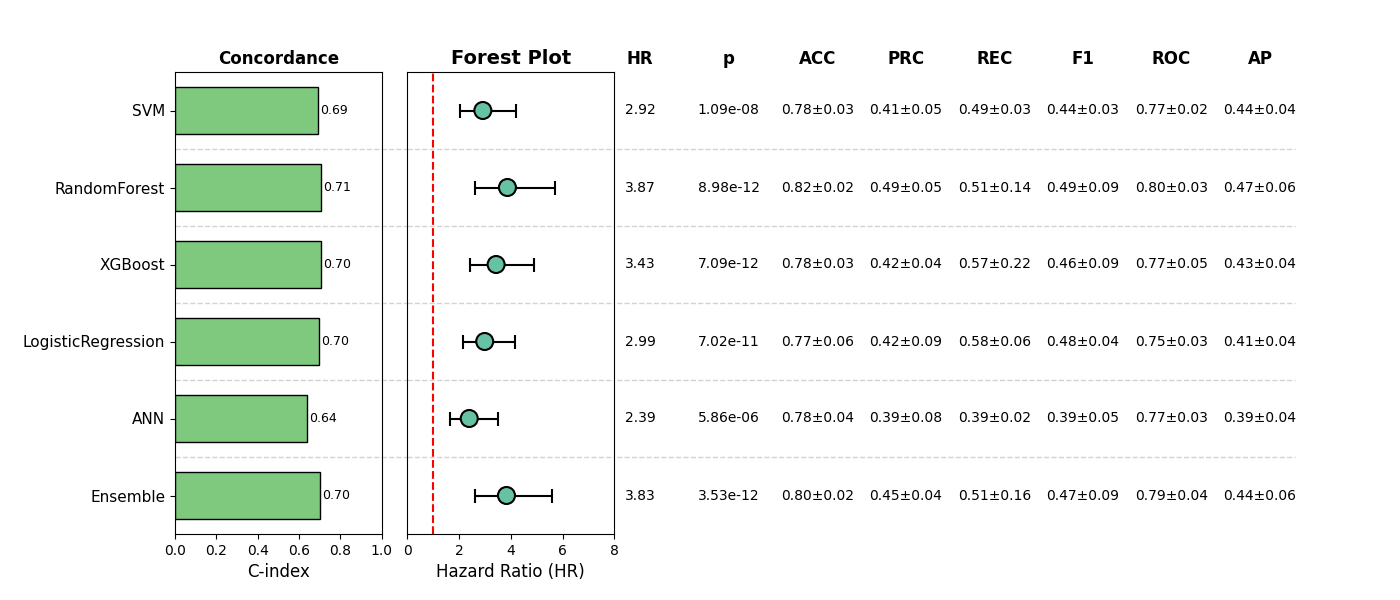 Concordance Forest Plot HR p ACC PRC REC F1 ROC AP
SVM 0.69 2.92 1.09e-08 0.78±0.03 0.41±0.05 0.49±0.03 0.44±0.03 0.77±0.02 0.44±0.04
RandomForest 0.71 3.87 8.98e-12 0.82±0.02 0.49±0.05 0.51±0.14 0.49±0.09 0.80±0.03 0.47±0.06
XGBoost 0.70 3.43 7.09e-12 0.78±0.03 0.42±0.04 0.57±0.22 0.46±0.09 0.77±0.05 0.43±0.04
LogisticRegression 0.70 2.99 7.02e-11 0.77±0.06 0.42±0.09 0.58±0.06 0.48±0.04 0.75±0.03 0.41±0.04
ANN 0.64 2.39 5.86e-06 0.78±0.04 0.39±0.08 0.39±0.02 0.39±0.05 0.77±0.03 0.39±0.04
Ensemble 0.70 3.83 3.53e-12 0.80±0.02 0.45±0.04 0.51±0.16 0.47±0.09 0.79±0.04 0.44±0.06
0.0 0.2 0.4 0.6 0.8 1.0 0 2 4 6 8
C-index Hazard Ratio (HR)